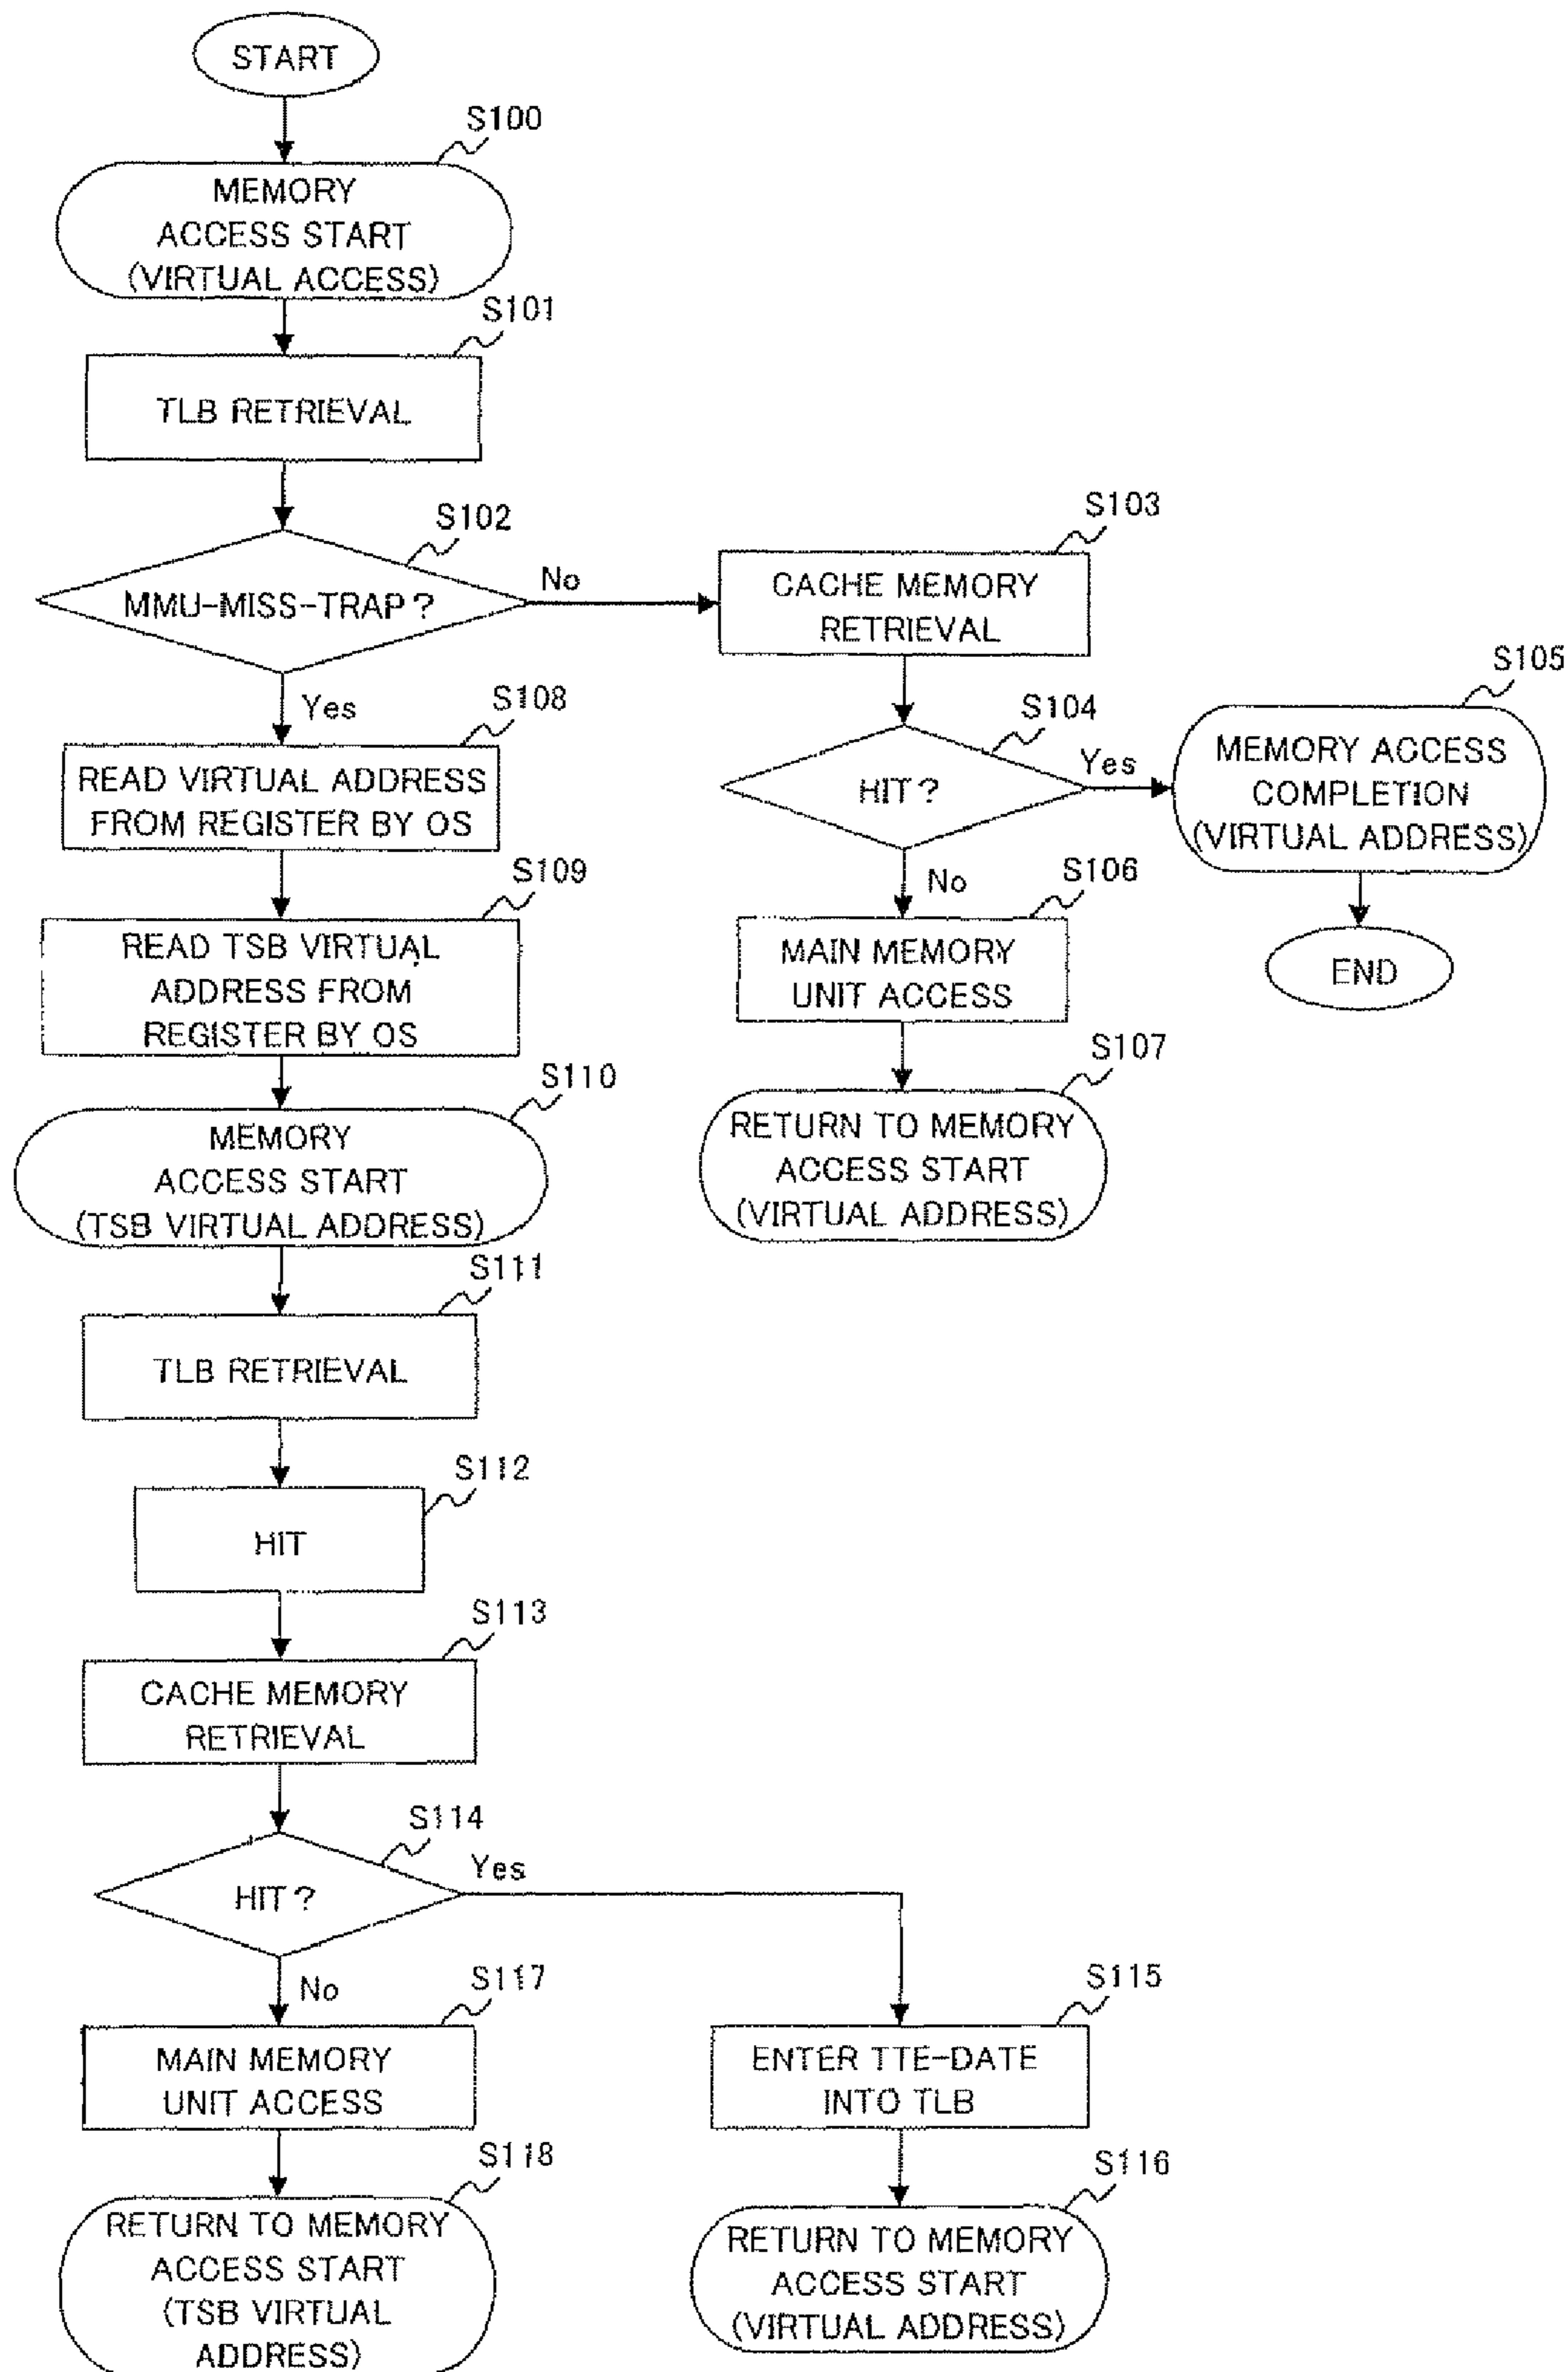 START
S100
MEMORY
ACCESS START
(VIRTUAL ACCESS)
S101
TLB RETRIEVAL
S102
MMU-MISS-TRAP?
No
Yes
S103
CACHE MEMORY
RETRIEVAL
S104
HIT?
Yes
No
S105
MEMORY ACCESS
COMPLETION
(VIRTUAL ADDRESS)
END
S106
MAIN MEMORY
UNIT ACCESS
S107
RETURN TO MEMORY
ACCESS START
(VIRTUAL ADDRESS)
S108
READ VIRTUAL ADDRESS
FROM REGISTER BY OS
S109
READ TSB VIRTUAL
ADDRESS FROM
REGISTER BY OS
S110
MEMORY
ACCESS START
(TSB VIRTUAL ADDRESS)
S111
TLB RETRIEVAL
S112
HIT
S113
CACHE MEMORY
RETRIEVAL
S114
HIT?
Yes
No
S115
ENTER TTE-DATE
INTO TLB
S116
RETURN TO MEMORY
ACCESS START
(VIRTUAL ADDRESS)
S117
MAIN MEMORY
UNIT ACCESS
S118
RETURN TO MEMORY
ACCESS START
(TSB VIRTUAL
ADDRESS)